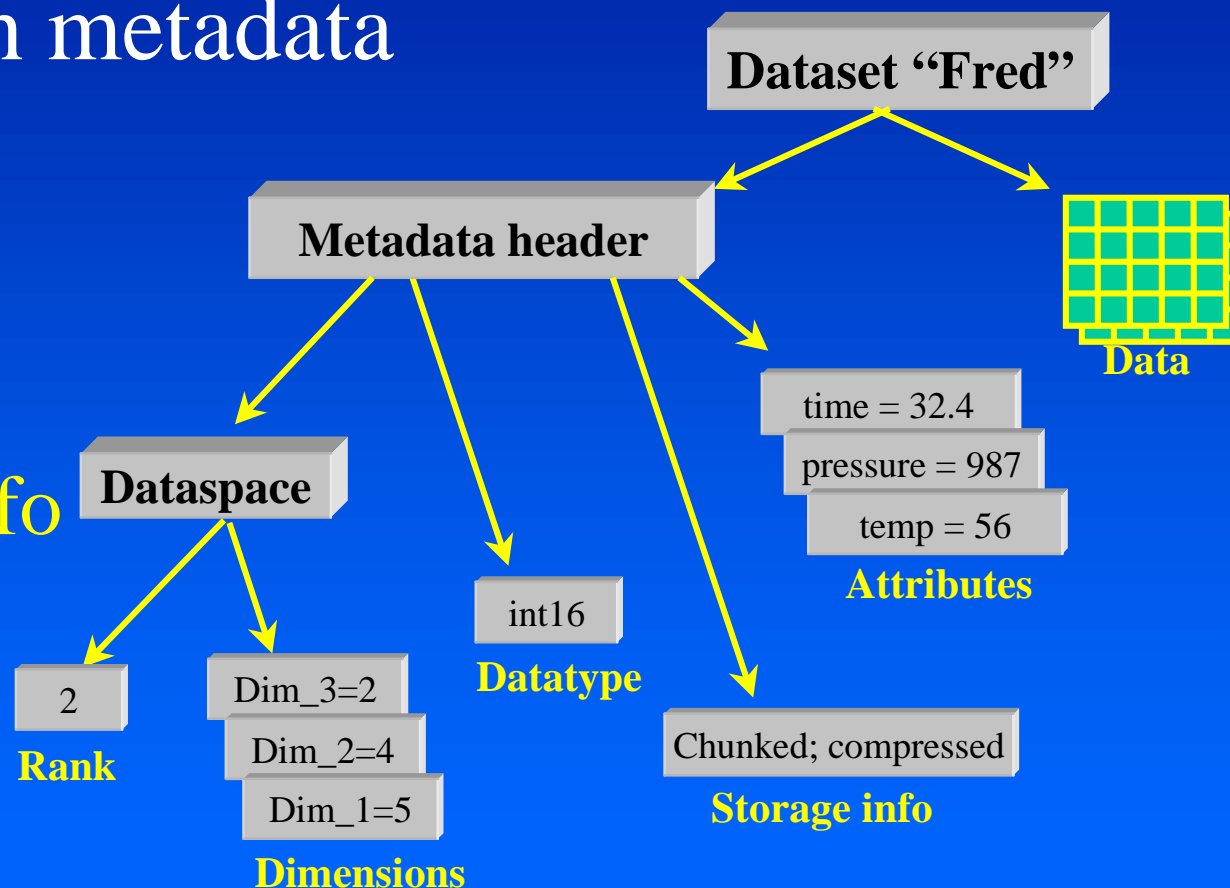 metadata
Dataset “Fred”
Metadata header
Data
time = 32.4
pressure = 987
temp = 56
Attributes
Dataspace
int16
Datatype
2
Rank
Dim_3=2
Dim_2=4
Dim_1=5
Dimensions
Chunked; compressed
Storage info